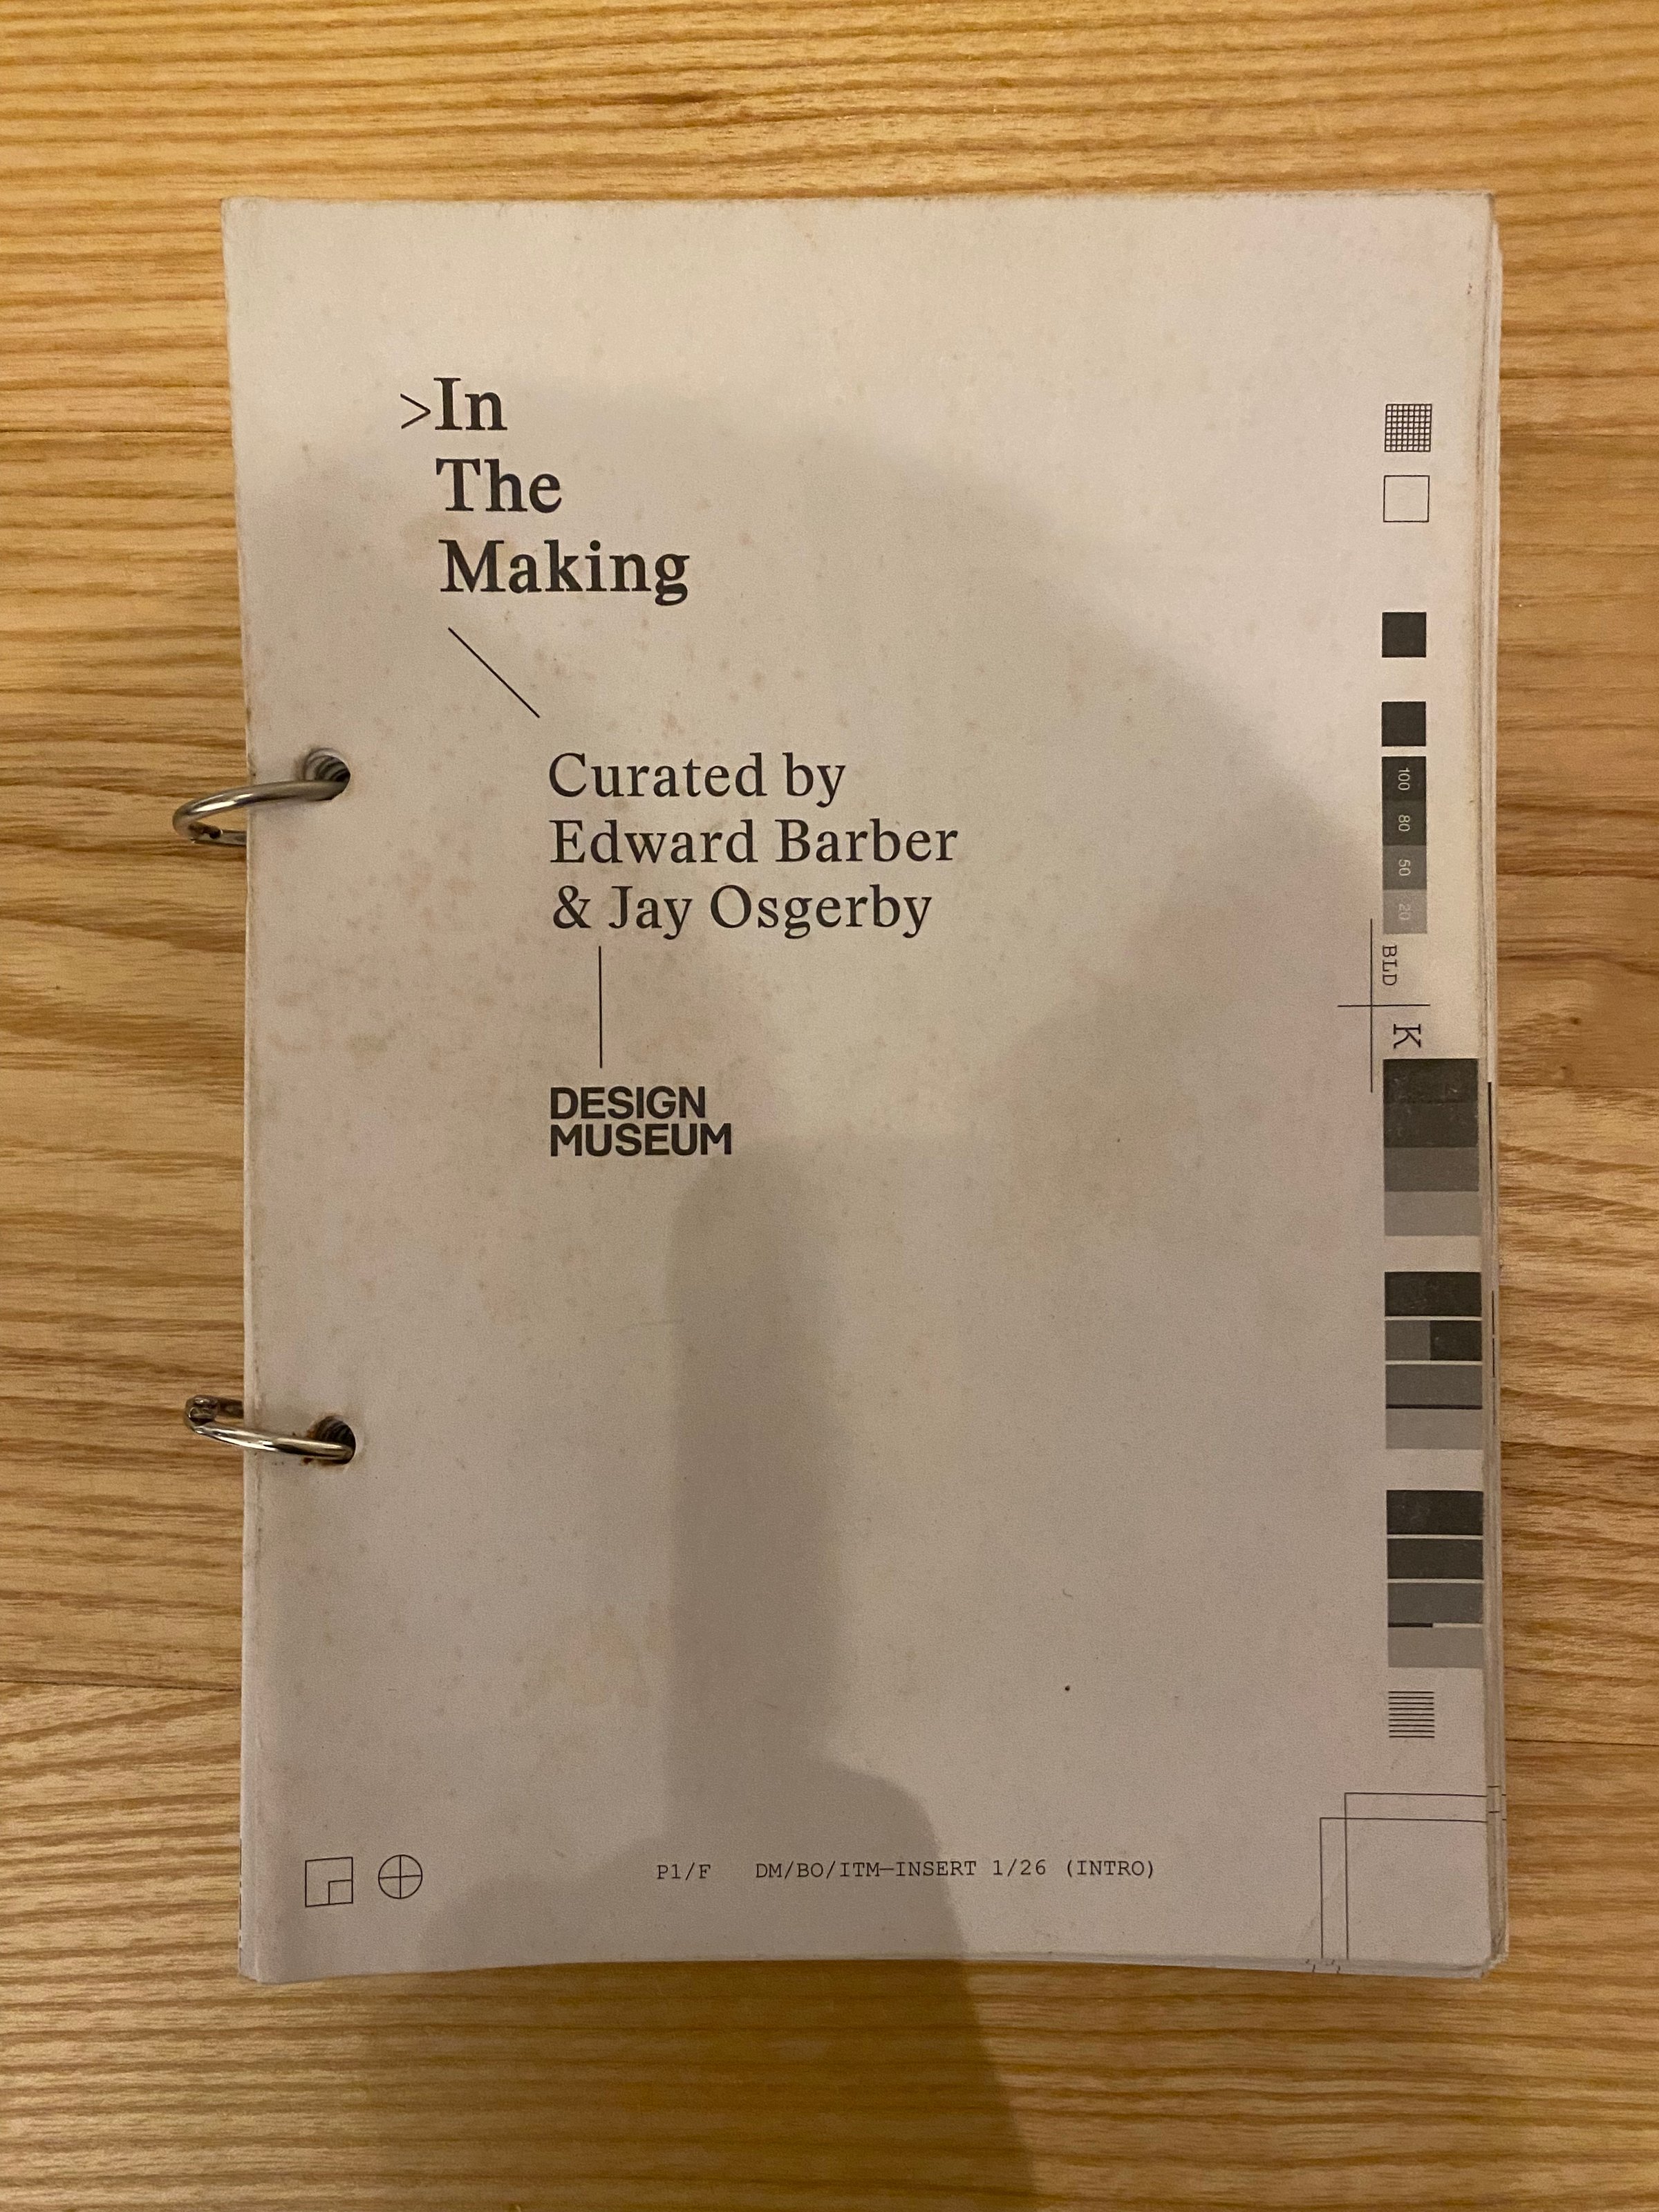 >In
The
Making
Curated by
Edward Barber
& Jay Osgerby
DESIGN
MUSEUM
100
80
50
20
BLD
K
P1/F DM/BO/ITM—INSERT 1/26 (INTRO)